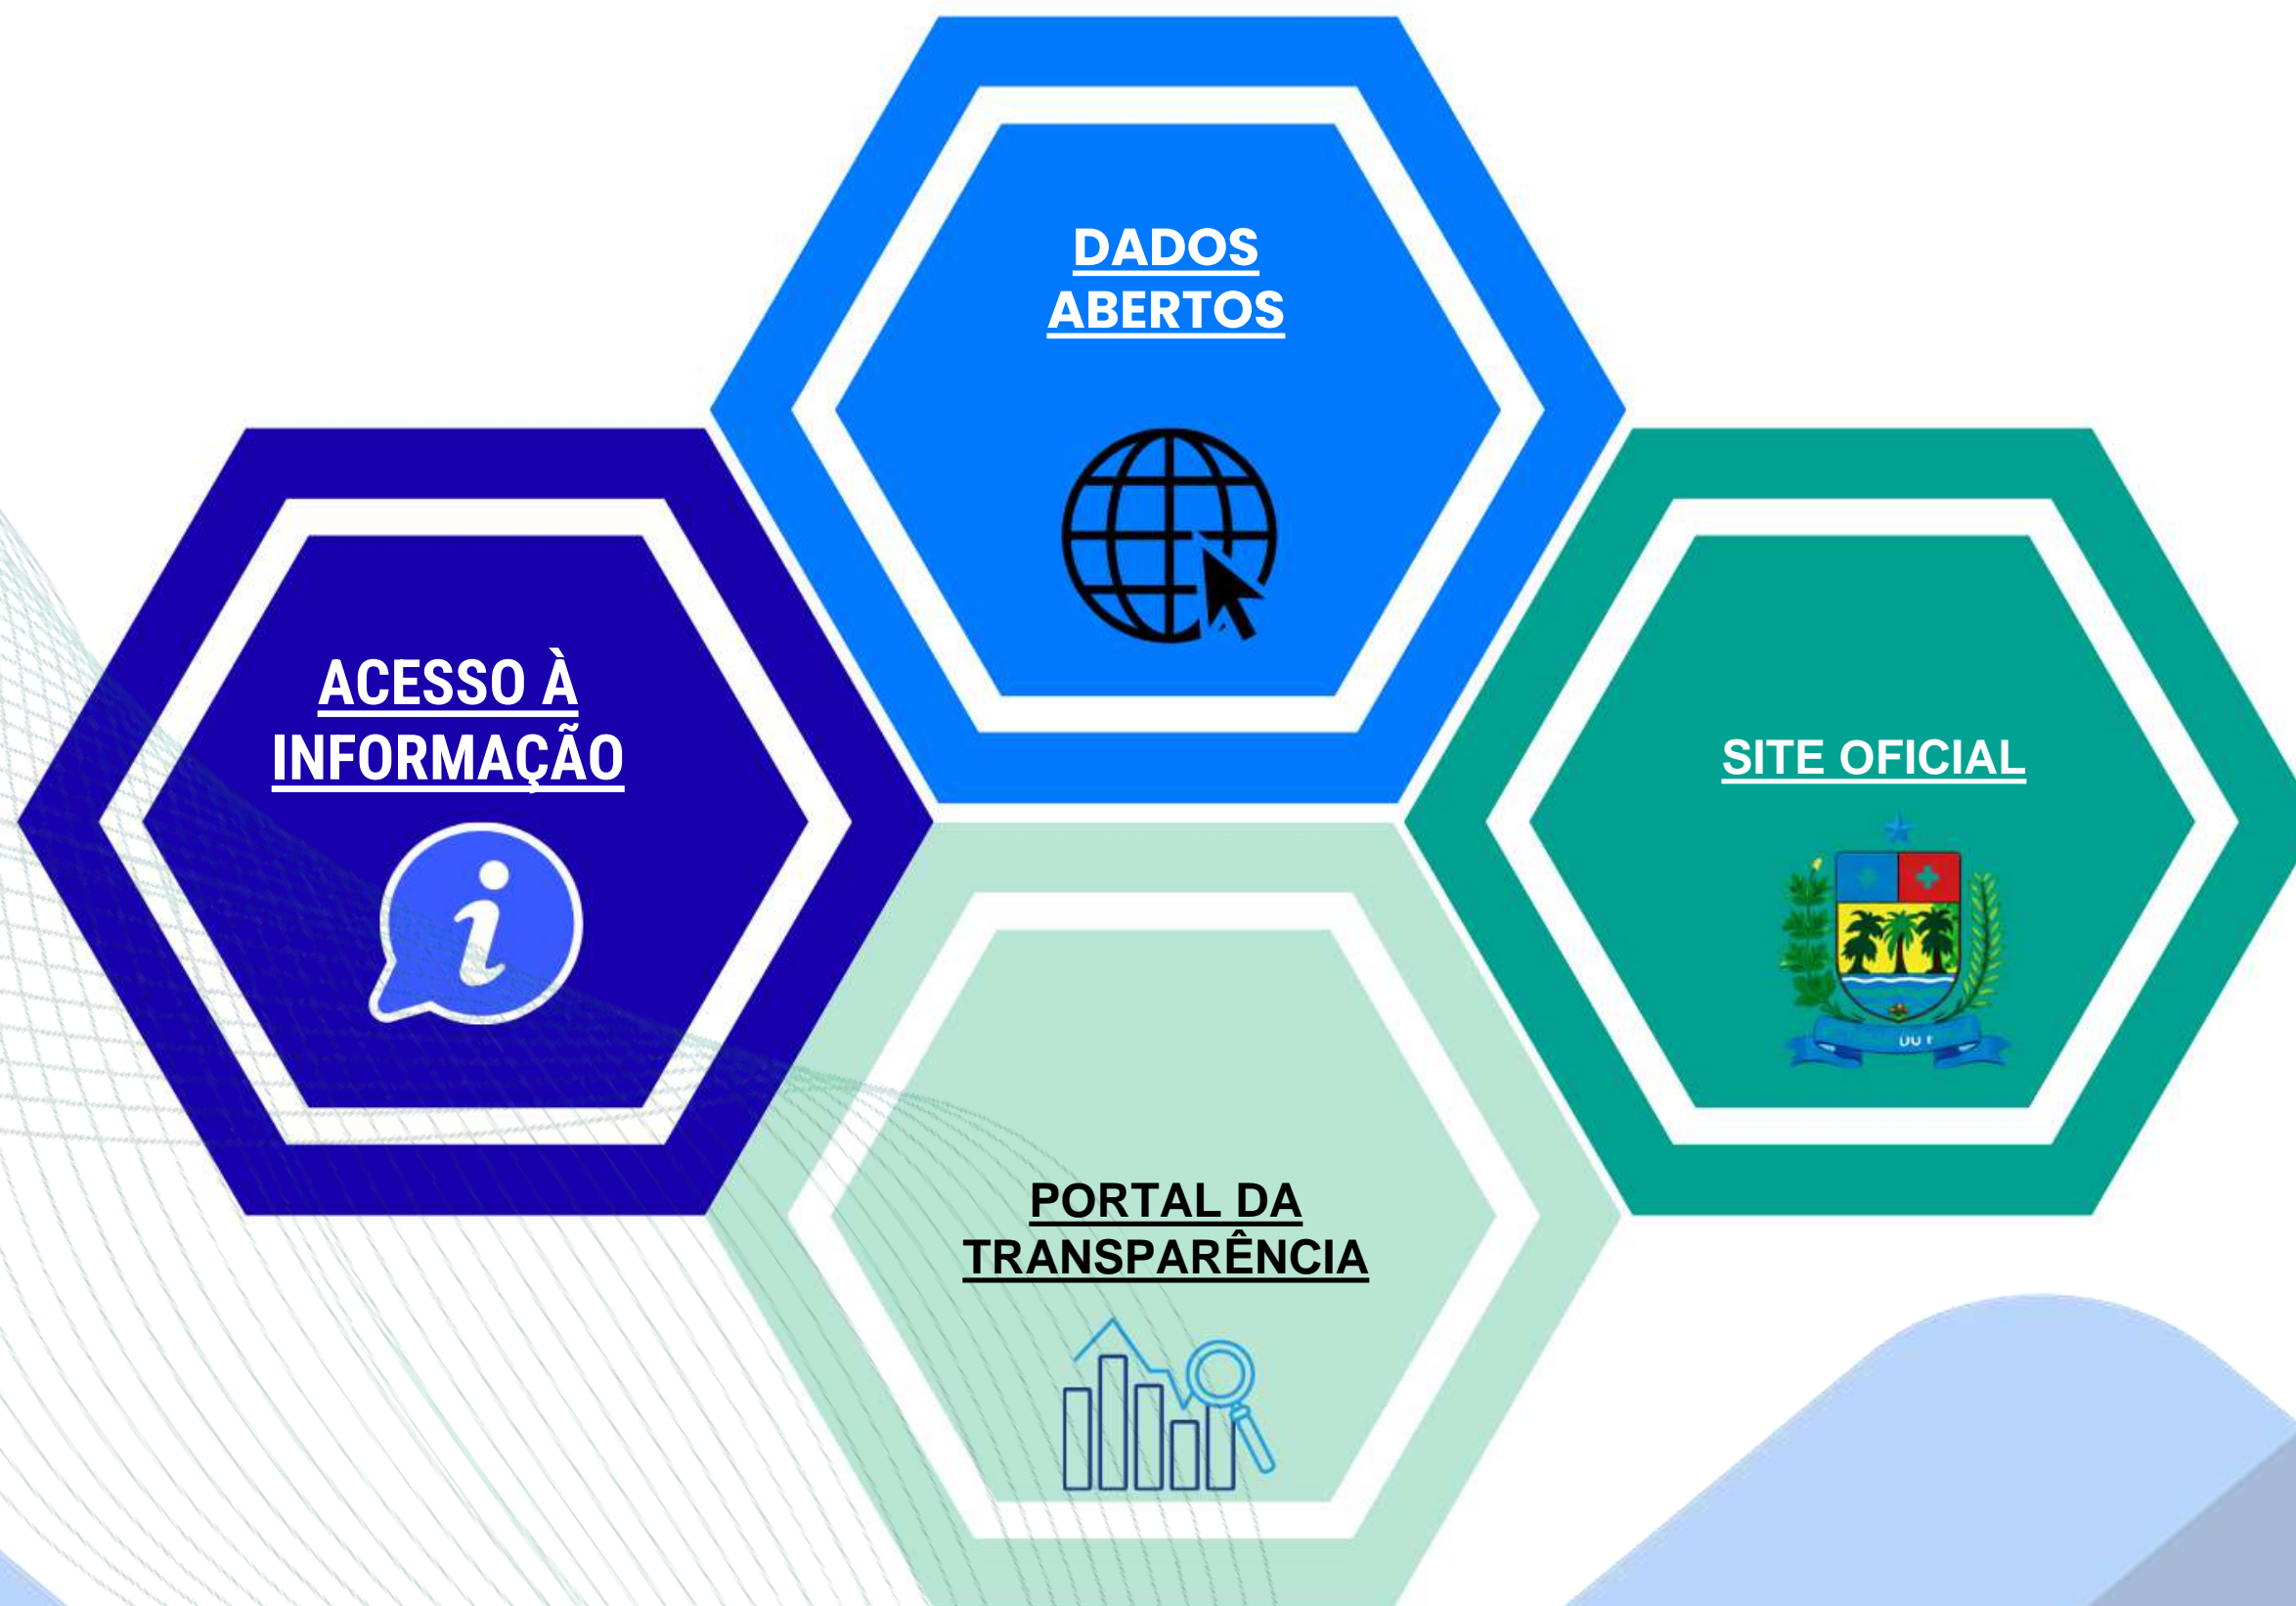 DADOS
ABERTOS
ACESSO À
INFORMAÇÃO
SITE OFICIAL
PORTAL DA
TRANSPARÊNCIA